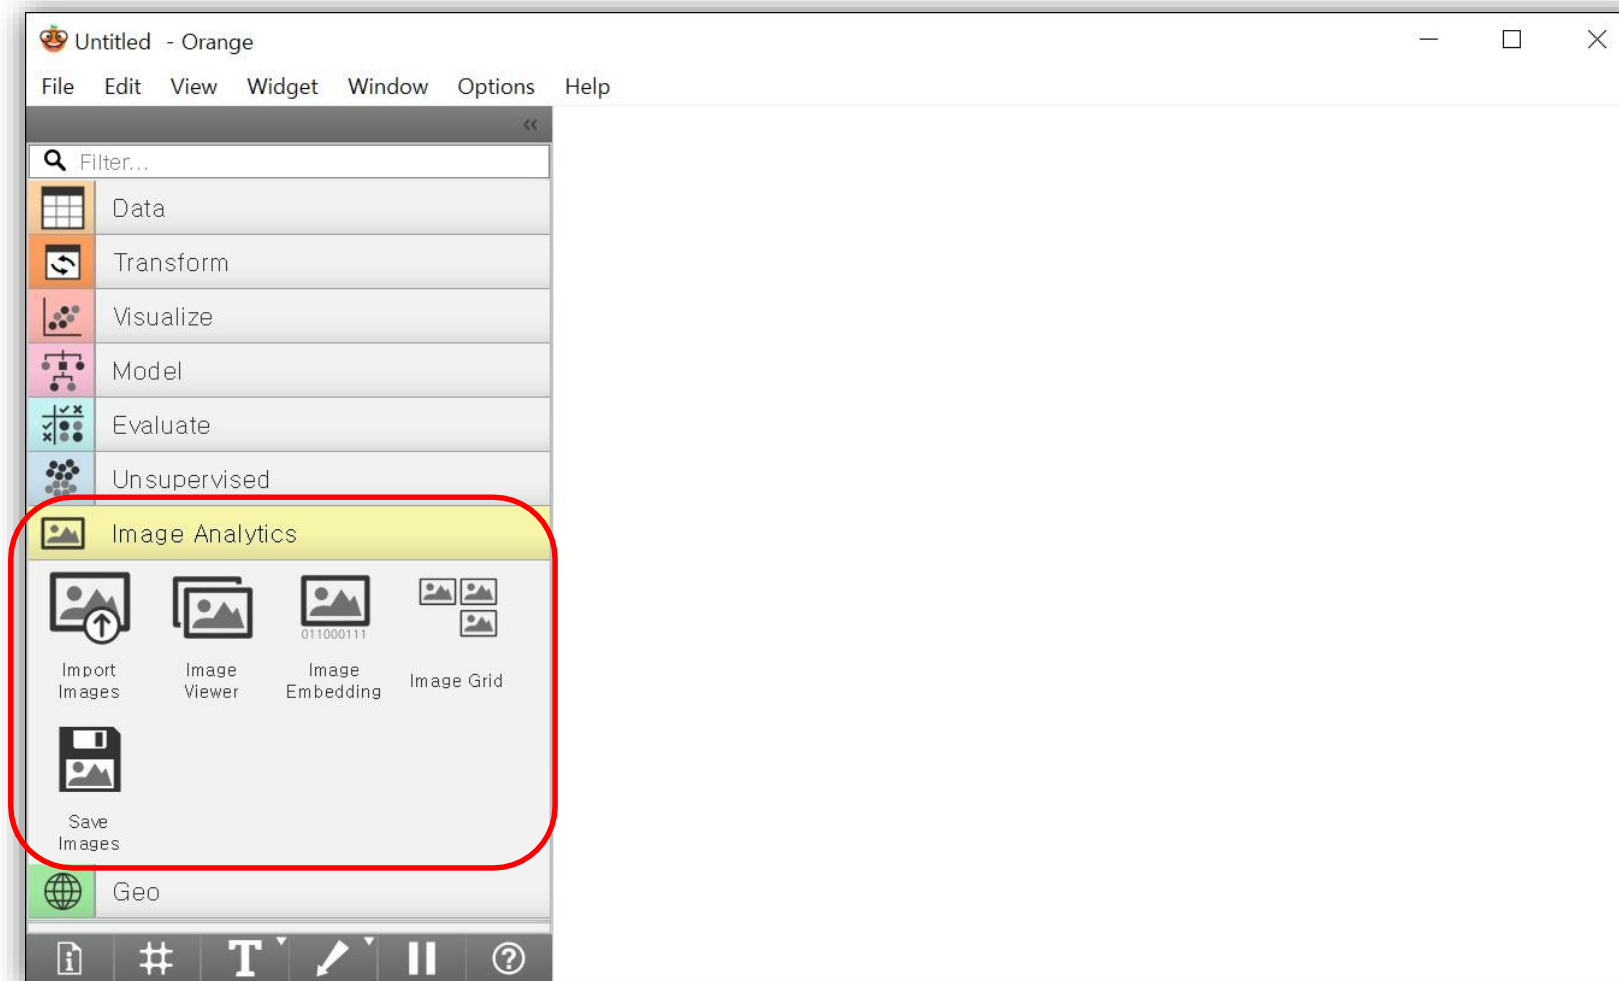 Untitled - Orange
File Edit View Widget Window Options Help
Filter...
Data
Transform
Visualize
Model
Evaluate
Unsupervised
Image Analytics
011000111
Import Images
Image Viewer
Image Embedding
Image Grid
Save Images
Geo